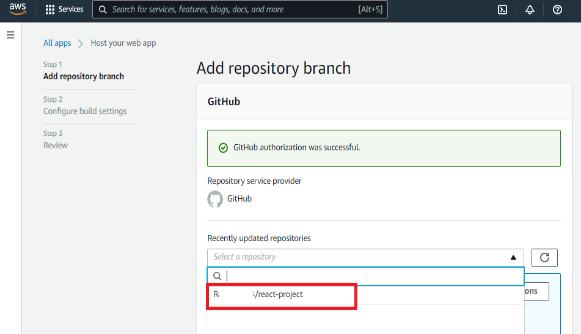 aws
Services
Search for services, features, blogs, docs, and more
[Alt+S]
All apps
Host your web app
Step 1
Add repository branch
Step 2
Configure build settings
Step 3
Review
Add repository branch
GitHub
GitHub authorization was successful.
Repository service provider
GitHub
Recently updated repositories
Select a repository
/react-project
ons